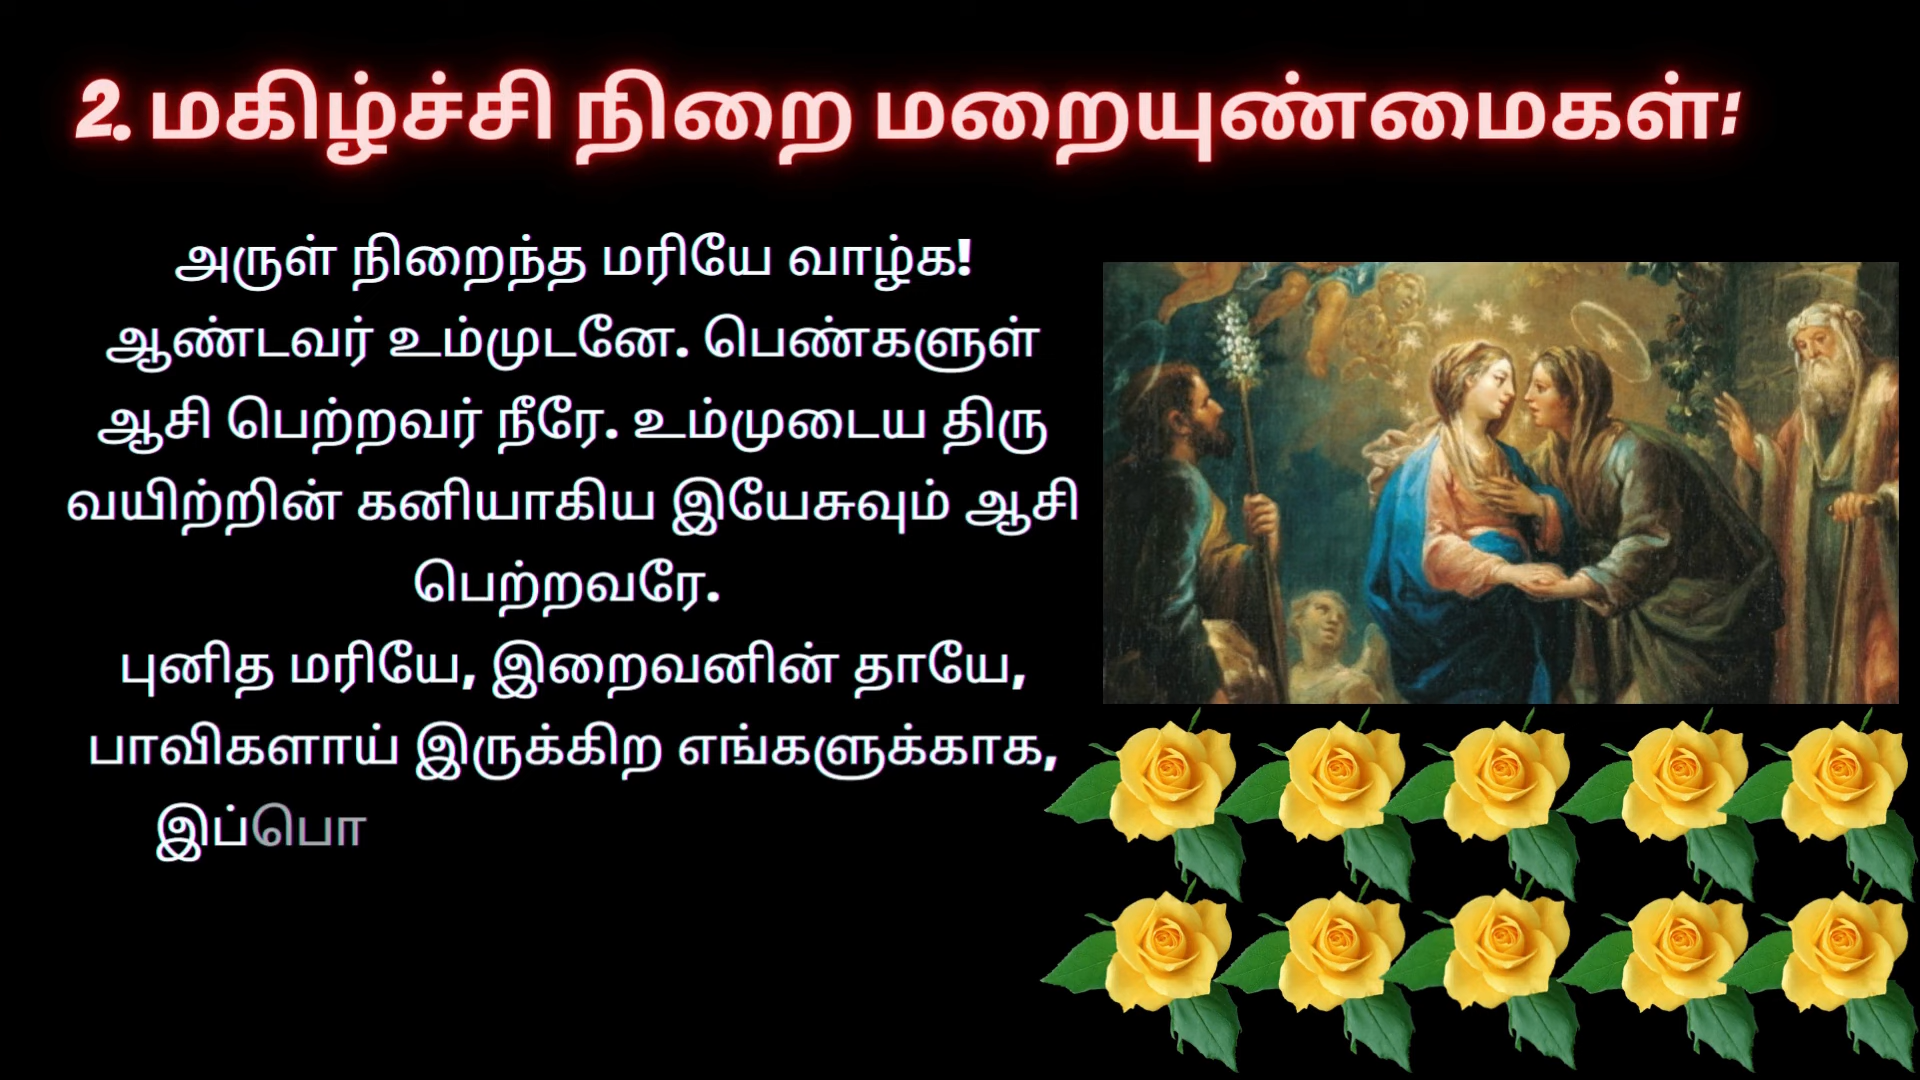 2. மகிழ்ச்சி நிறை மறையுண்மைகள்:
அருள் நிறைந்த மரியே வாழ்க!
ஆண்டவர் உம்முடனே. பெண்களுள்
ஆசி பெற்றவர் நீரே. உம்முடைய திரு
வயிற்றின் கனியாகிய இயேசுவும் ஆசி
பெற்றவரே.
புனித மரியே, இறைவனின் தாயே,
பாவிகளாய் இருக்கிற எங்களுக்காக,
இப்பொ